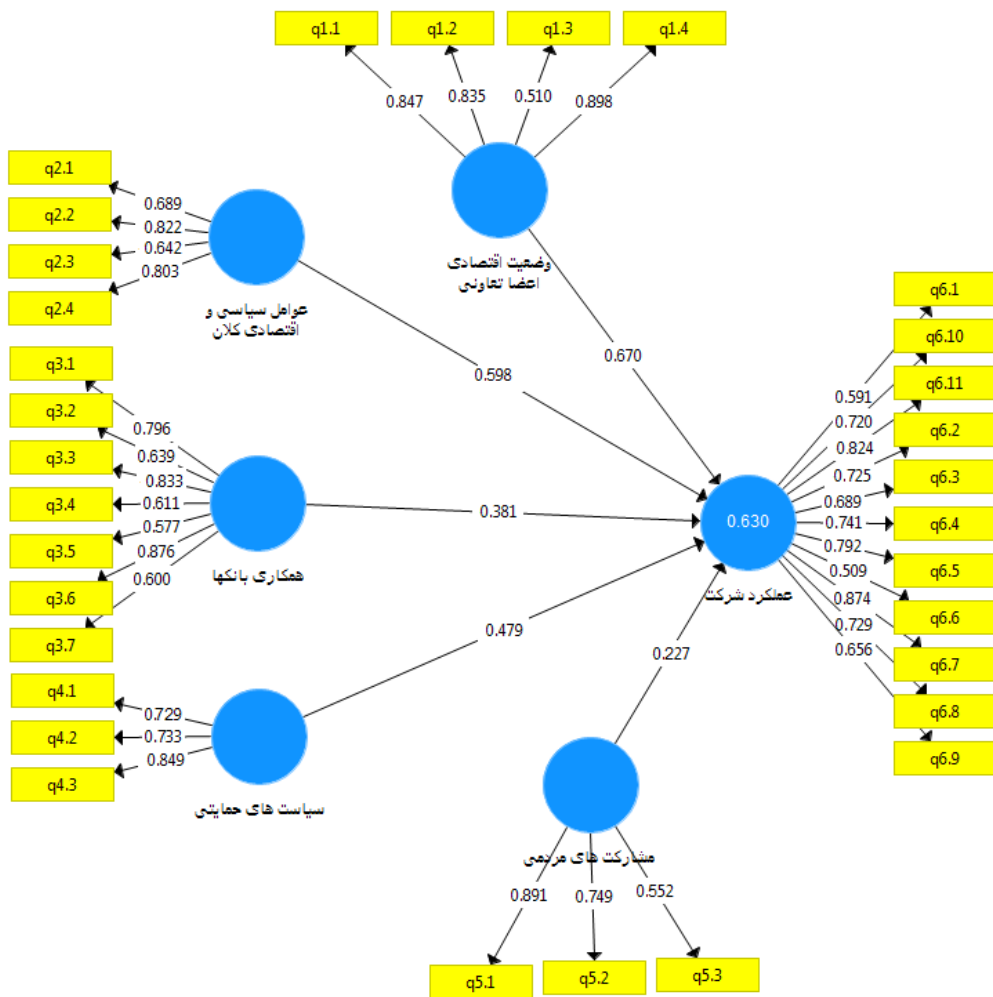 q1.1
q1.2
q1.3
q1.4
0.847
0.835
0.510
0.898
وضعیت اقتصادی
اعضا تعاونی
q2.1
q2.2
q2.3
q2.4
0.689
0.822
0.642
0.803
عوامل سیاسی و
اقتصادی کلان
0.598
0.670
q3.1
q3.2
q3.3
q3.4
q3.5
q3.6
q3.7
0.796
0.639
0.833
0.611
0.577
0.876
0.600
همکاری بانکها
0.381
q4.1
q4.2
q4.3
0.729
0.733
0.849
سیاست های حمایتی
0.479
0.227
مشارکت های مردمی
0.891
0.749
0.552
q5.1
q5.2
q5.3
0.630
عملکرد شرکت
0.591
0.720
0.824
0.725
0.689
0.741
0.792
0.509
0.874
0.729
0.656
q6.1
q6.10
q6.11
q6.2
q6.3
q6.4
q6.5
q6.6
q6.7
q6.8
q6.9